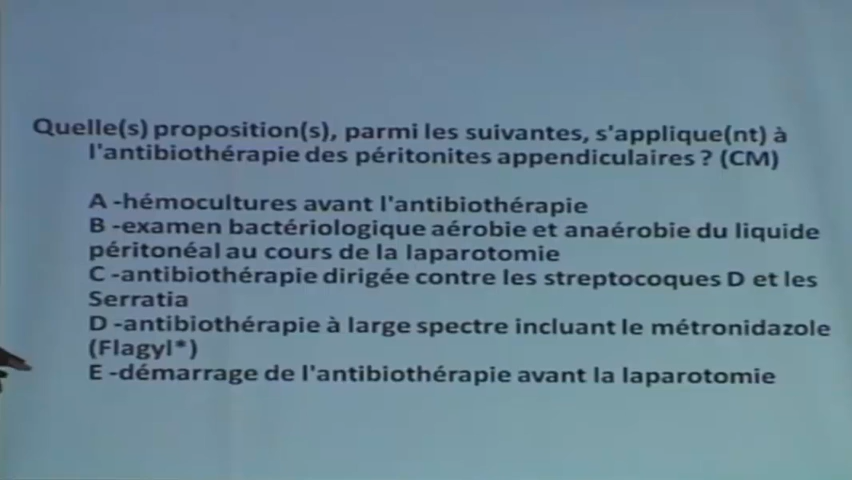 Quelle(s) proposition(s), parmi les suivantes, s'applique(nt) à
l'antibiothérapie des péritonites appendiculaires ? (CM)
A -hémocultures avant l'antibiothérapie
B -examen bactériologique aérobie et anaérobie du liquide
péritonéal au cours de la laparotomie
C -antibiothérapie dirigée contre les streptocoques D et les
Serratia
D -antibiothérapie à large spectre incluant le métronidazole
(Flagyl*)
E -démarrage de l'antibiothérapie avant la laparotomie